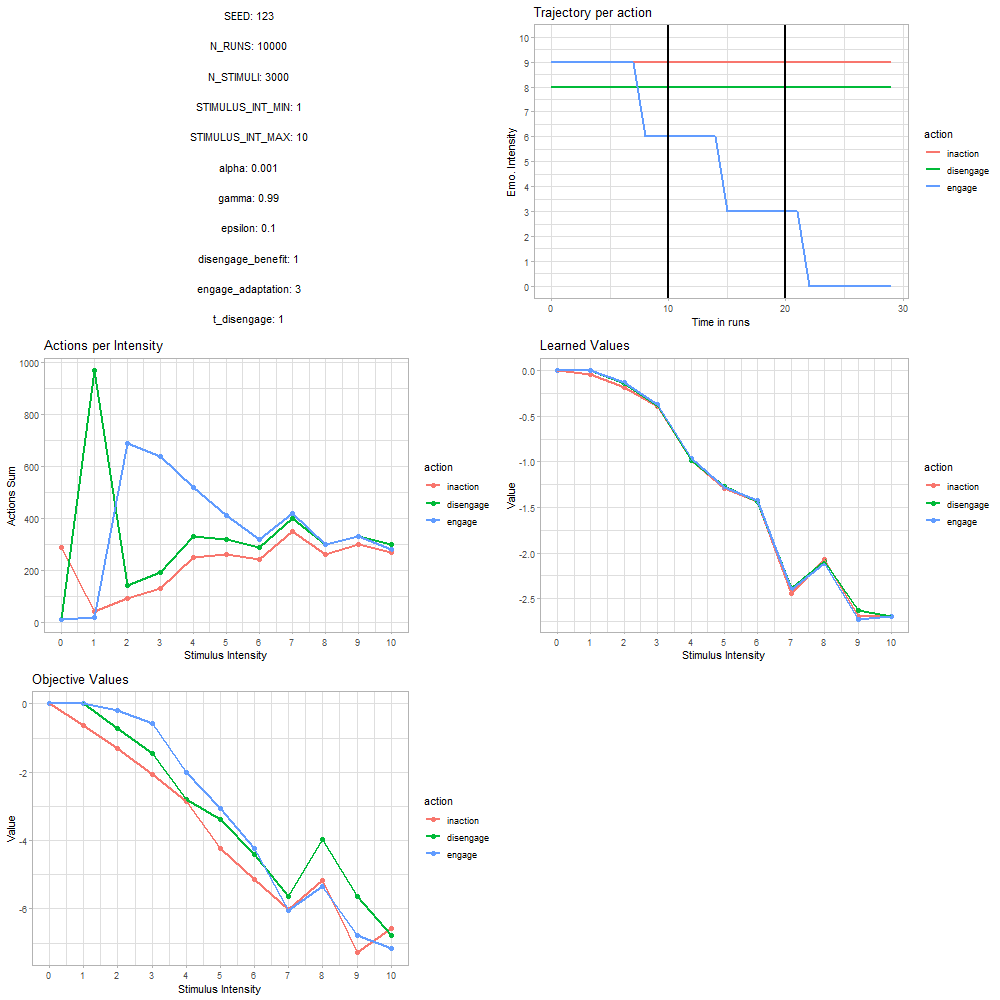 SEED: 123
N_RUNS: 10000
N_STIMULI: 3000
STIMULUS_INT_MIN: 1
STIMULUS_INT_MAX: 10
alpha: 0.001
gamma: 0.99
epsilon: 0.1
disengage_benefit: 1
engage_adaptation: 3
t_disengage: 1
Trajectory per action
Emo. Intensity
10
9
8
7
6
5
4
3
2
1
0
0 10 20 30
Time in runs
action
inaction
disengage
engage
Actions per Intensity
Actions Sum
1000
800
600
400
200
0
0 1 2 3 4 5 6 7 8 9 10
Stimulus Intensity
action
inaction
disengage
engage
Learned Values
Value
0.0
-0.5
-1.0
-1.5
-2.0
-2.5
0 1 2 3 4 5 6 7 8 9 10
Stimulus Intensity
action
inaction
disengage
engage
Objective Values
Value
0
-2
-4
-6
0 1 2 3 4 5 6 7 8 9 10
Stimulus Intensity
action
inaction
disengage
engage